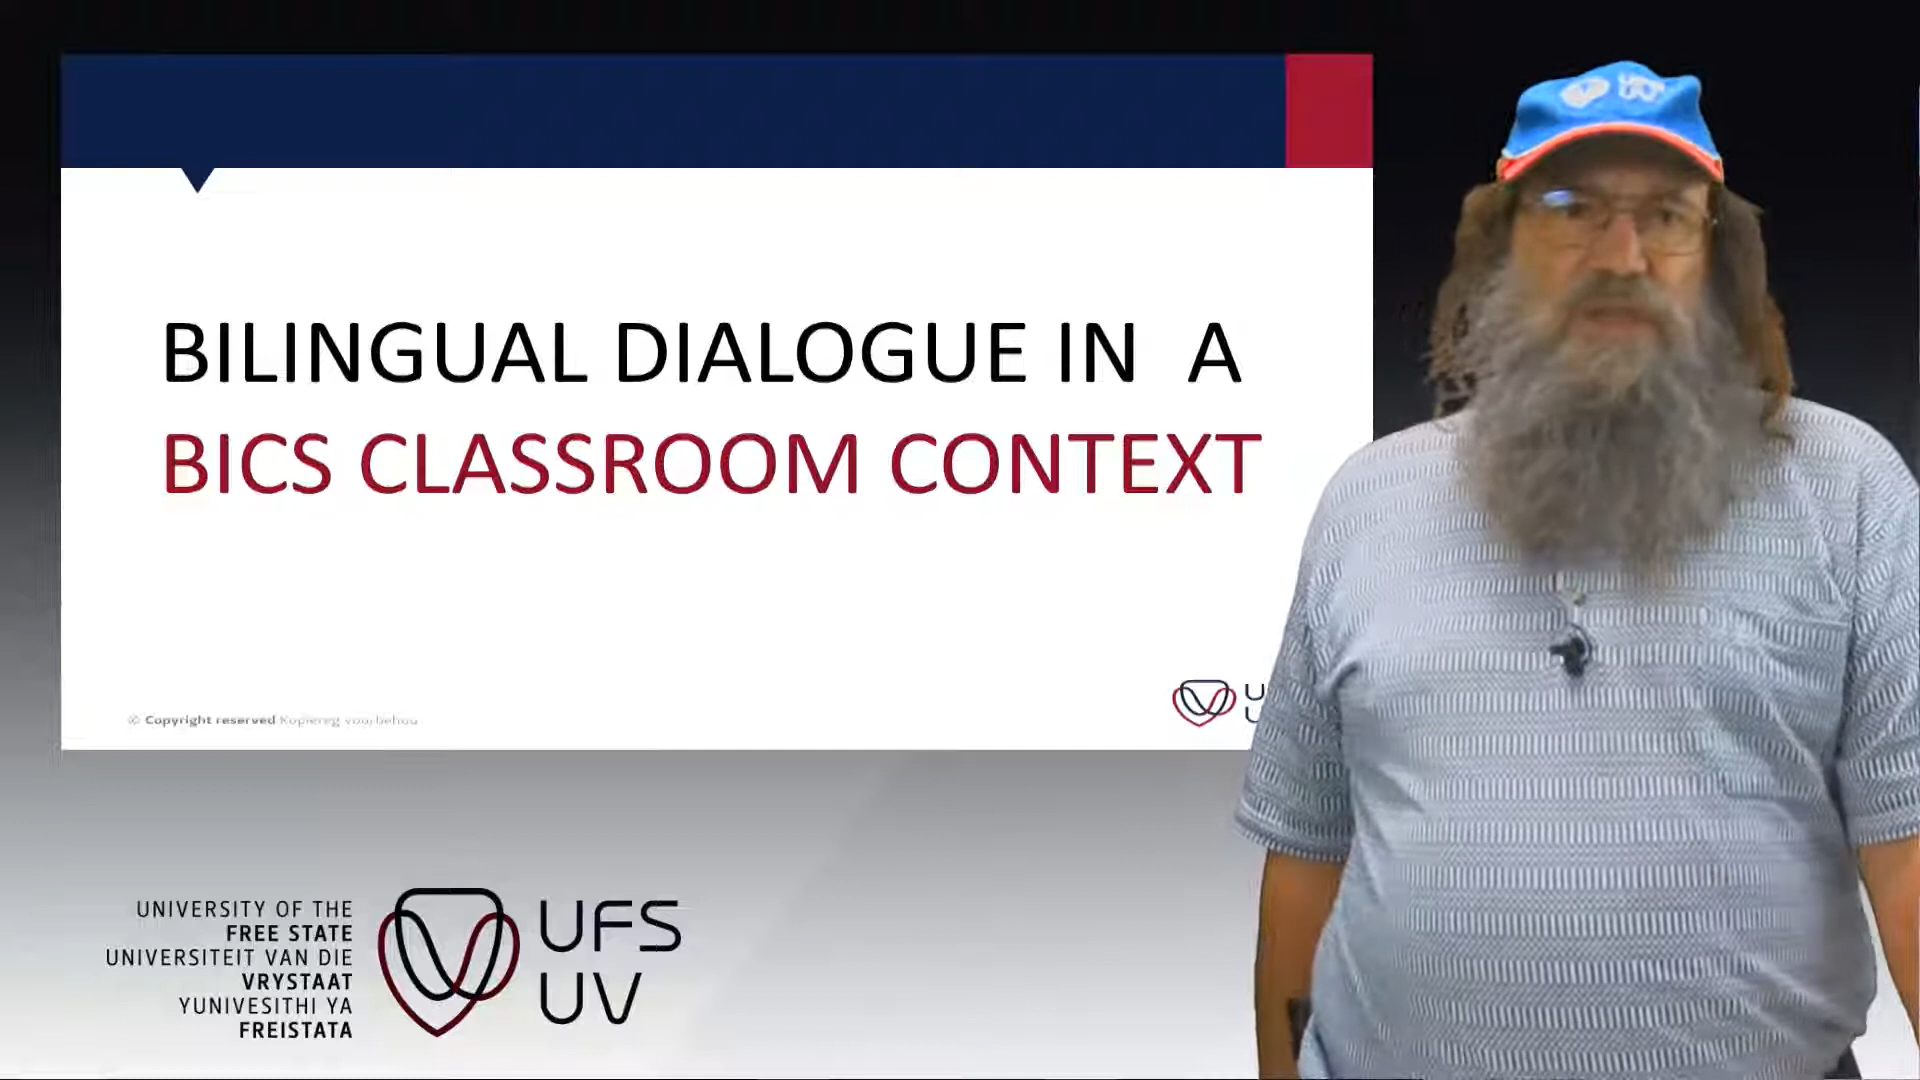 BILINGUAL DIALOGUE IN A
BICS CLASSROOM CONTEXT
© Copyright reserved Kopiereg voorbehou
UNIVERSITY OF THE
FREE STATE
UNIVERSITEIT VAN DIE
VRYSTAAT
YUNIVESITHI YA
FREISTATA
UFS
UV